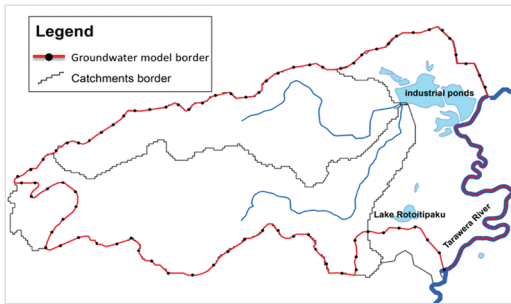 Legend
Groundwater model border
Catchments border
industrial ponds
Lake Rotoitipaku
Tarawera River